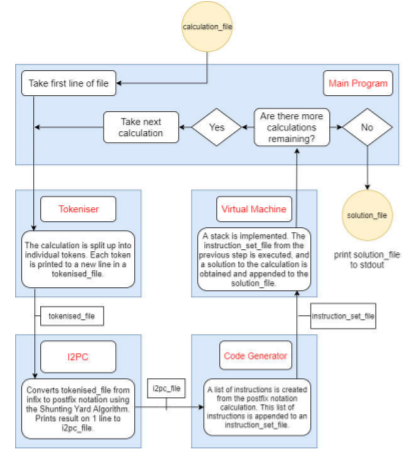 calculation_file
Main Program
Take first line of file
Take next
calculation
Yes
Are there more
calculations
remaining?
No
Tokeniser
The calculation is split up into
individual tokens. Each token
is printed to a new line in a
tokenised_file.
Virtual Machine
A stack is implemented. The
instruction_set_file from the
previous step is executed, and
a solution to the calculation is
obtained and appended to the
solution_file.
solution_file
print solution_file
to stdout
tokenised_file
instruction_set_file
I2PC
Converts tokenised_file from
infix to postfix notation using
the Shunting Yard Algorithm.
Prints result on 1 line to
i2pc_file.
i2pc_file
Code Generator
A list of instructions is created
from the postfix notation
calculation. This list of
instructions is appended to an
instruction_set_file.